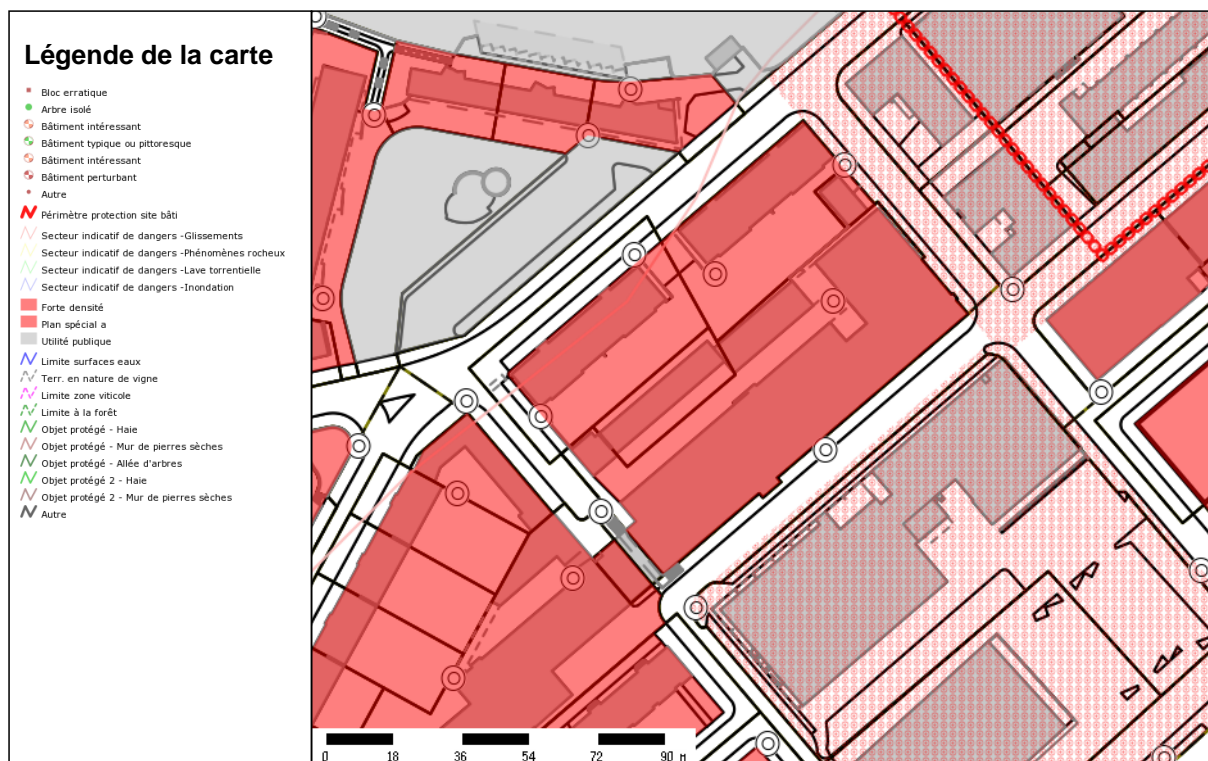 Légende de la carte
Bloc erratique
Arbre isolé
Bâtiment intéressant
Bâtiment typique ou pittoresque
Bâtiment intéressant
Bâtiment perturbant
Autre
Périmètre protection site bâti
Secteur indicatif de dangers -Glissements
Secteur indicatif de dangers -Phénomènes rocheux
Secteur indicatif de dangers -Lave torrentielle
Secteur indicatif de dangers -Inondation
Forte densité
Plan spécial a
Utilité publique
Limite surfaces eaux
Terr. en nature de vigne
Limite zone viticole
Limite à la forêt
Objet protégé - Haie
Objet protégé - Mur de pierres sèches
Objet protégé - Allée d'arbres
Objet protégé 2 - Haie
Objet protégé 2 - Mur de pierres sèches
Autre
0 18 36 54 72 90 M